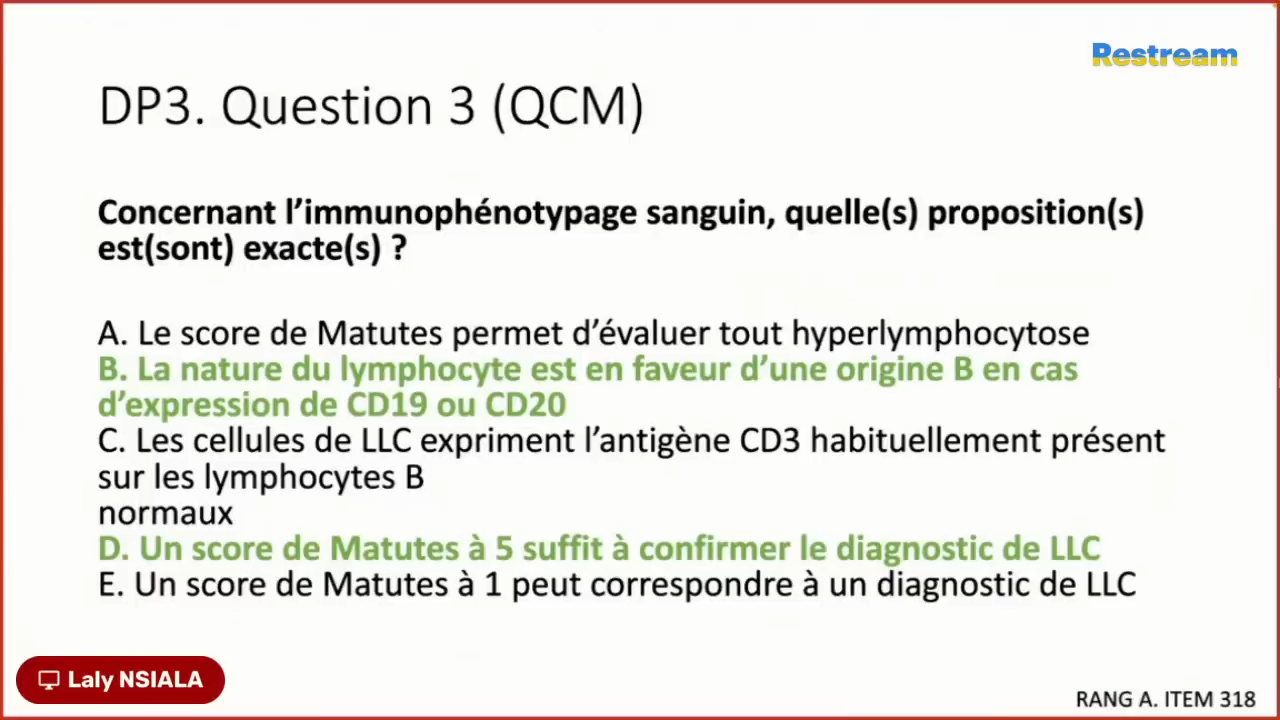 Restream
DP3. Question 3 (QCM)
Concernant l’immunophénotypage sanguin, quelle(s) proposition(s)
est(sont) exacte(s) ?
A. Le score de Matutes permet d’évaluer tout hyperlymphocytose
B. La nature du lymphocyte est en faveur d’une origine B en cas
d’expression de CD19 ou CD20
C. Les cellules de LLC expriment l’antigène CD3 habituellement présent
sur les lymphocytes B
normaux
D. Un score de Matutes à 5 suffit à confirmer le diagnostic de LLC
E. Un score de Matutes à 1 peut correspondre à un diagnostic de LLC
Laly NSIALA
RANG A. ITEM 318